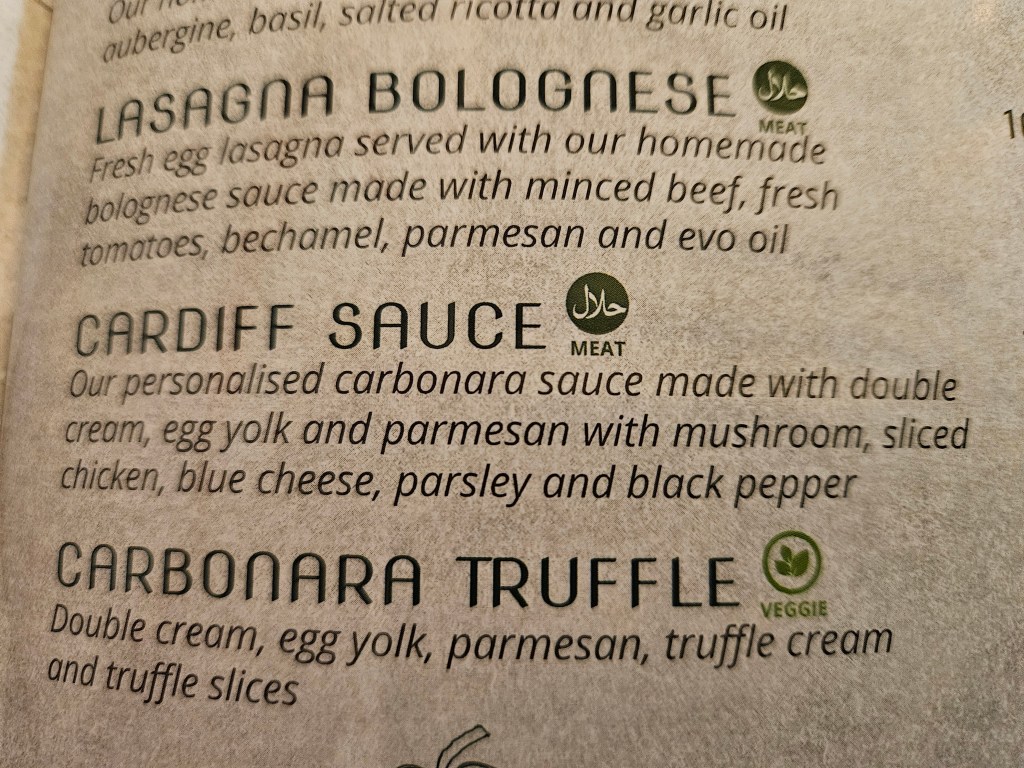 Our
aubergine, basil, salted ricotta and garlic oil
LASAGNA BOLOGNESE حلال
MEAT
Fresh egg lasagna served with our homemade
bolognese sauce made with minced beef, fresh
tomatoes, bechamel, parmesan and evo oil
CARDIFF SAUCE حلال
MEAT
Our personalised carbonara sauce made with double
cream, egg yolk and parmesan with mushroom, sliced
chicken, blue cheese, parsley and black pepper
CARBONARA TRUFFLE
VEGGIE
Double cream, egg yolk, parmesan, truffle cream
and truffle slices